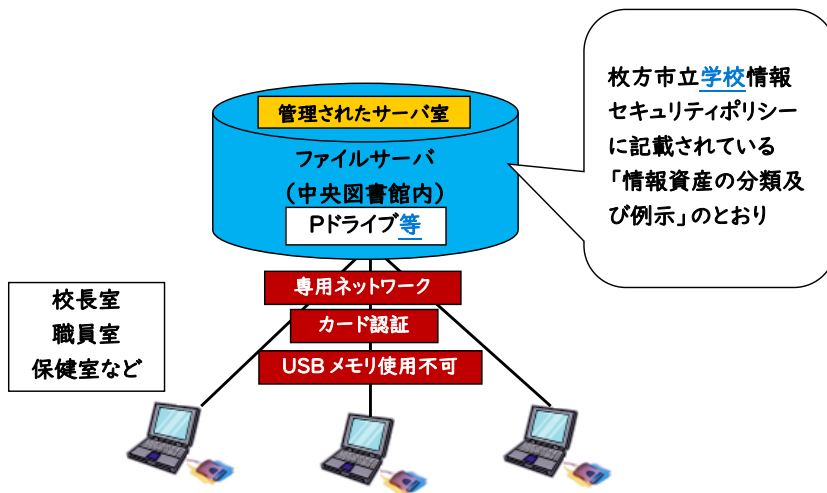 管理されたサーバ室
ファイルサーバ
（中央図書館内）
Pドライブ等
枚方市立学校情報
セキュリティポリシー
に記載されている
「情報資産の分類及
び例示」のとおり
専用ネットワーク
カード認証
USBメモリ使用不可
校長室
職員室
保健室など